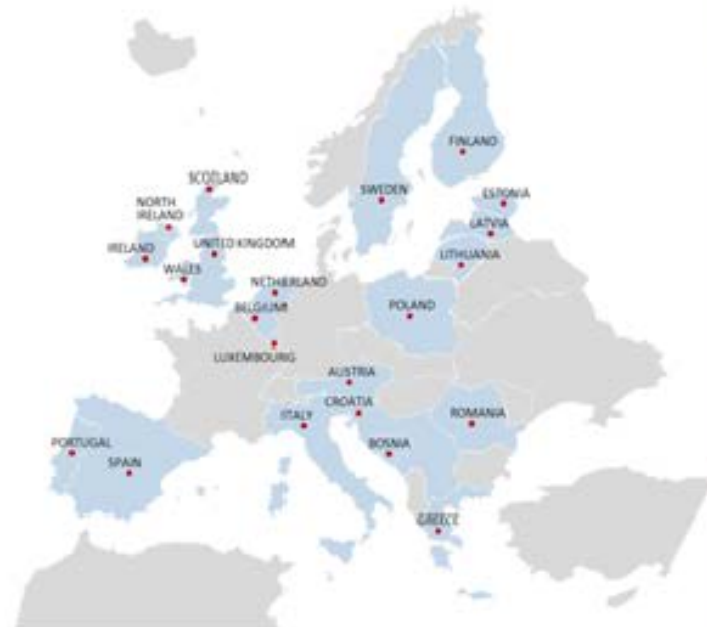 FINLAND
SCOTLAND
SWEDEN
ESTONIA
NORTH
IRELAND
LATVIA
IRELAND
UNITED KINGDOM
LITHUANIA
WALES
NETHERLAND
BELGIUM
POLAND
LUXEMBOURG
AUSTRIA
CROATIA
ITALY
ROMANIA
PORTUGAL
BOSNIA
SPAIN
GREECE